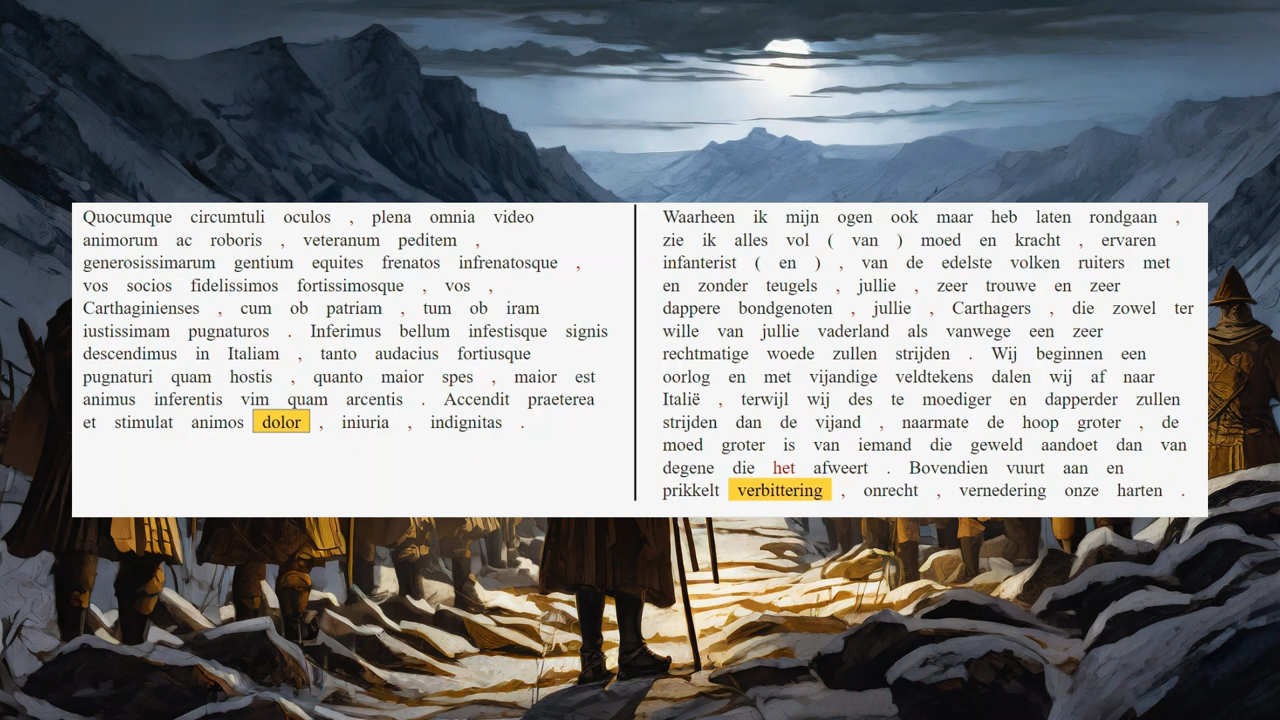 Quocumque circumtuli oculos , plena omnia video
animorum ac roboris , veteranum peditem ,
generosissimarum gentium equites frenatos infrenatosque ,
vos socios fidelissimos fortissimosque , vos ,
Carthaginienses , cum ob patriam , tum ob iram
iustissimam pugnaturos . Inferimus bellum infestisque signis
descendimus in Italiam , tanto audacius fortiusque
pugnaturi quam hostis , quanto maior spes , maior est
animus inferentis vim quam arcentis . Accendit praeterea
et stimulat animos dolor , iniuria , indignitas .
Waarheen ik mijn ogen ook maar heb laten rondgaan ,
zie ik alles vol ( van ) moed en kracht , ervaren
infanterist ( en ) , van de edelste volken ruiters met
en zonder teugels , jullie , zeer trouwe en zeer
dappere bondgenoten , jullie , Carthagers , die zowel ter
wille van jullie vaderland als vanwege een zeer
rechtmatige woede zullen strijden . Wij beginnen een
oorlog en met vijandige veldtekens dalen wij af naar
Italië , terwijl wij des te moediger en dapperder zullen
strijden dan de vijand , naarmate de hoop groter , de
moed groter is van iemand die geweld aandoet dan van
degene die het afweert . Bovendien vuurt aan en
prikkelt verbittering , onrecht , vernedering onze harten .